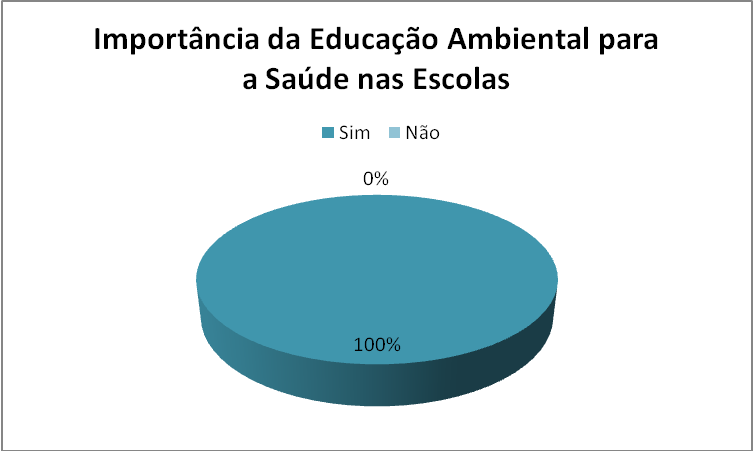 Importância da Educação Ambiental para
a Saúde nas Escolas
Sim Não
0%
100%